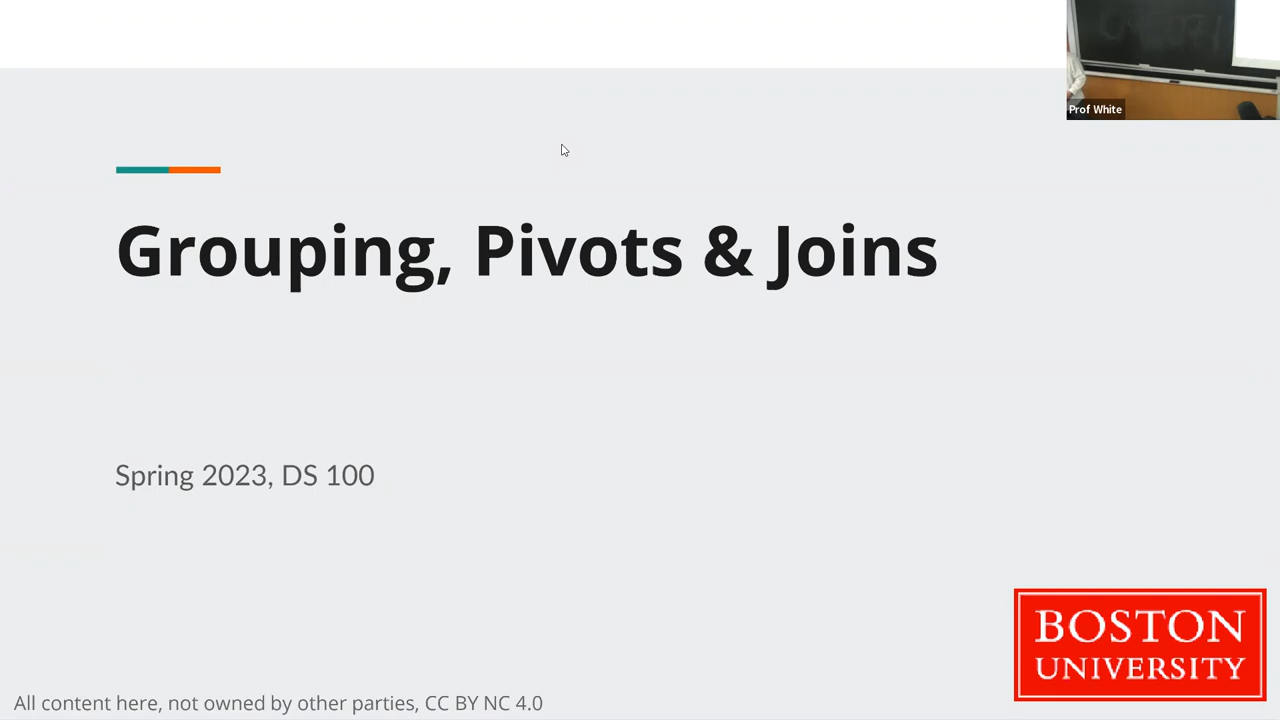 Prof White
Grouping, Pivots & Joins
Spring 2023, DS 100
BOSTON
UNIVERSITY
All content here, not owned by other parties, CC BY NC 4.0